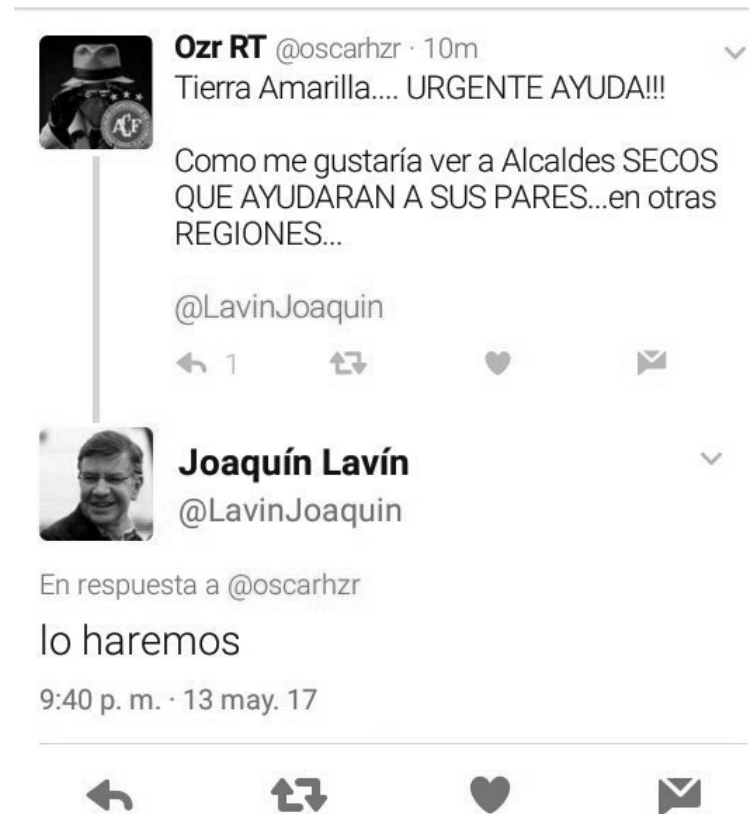 Ozr RT @oscarhzr · 10m
Tierra Amarilla.... URGENTE AYUDA!!!
Como me gustaría ver a Alcaldes SECOS
QUE AYUDARAN A SUS PARES...en otras
REGIONES...
@LavinJoaquin
1
ACF
Joaquín Lavín
@LavinJoaquin
En respuesta a @oscarhzr
lo haremos
9:40 p. m. · 13 may. 17